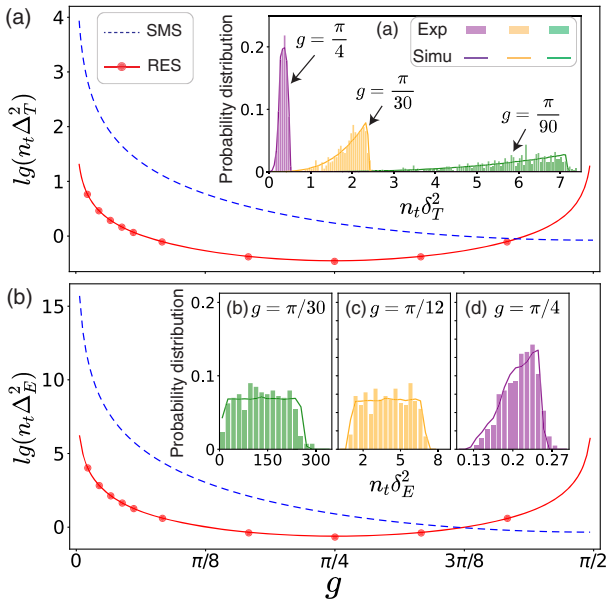 (a)
SMS
RES
lg(n_tΔ_T^2)
4
3
2
1
0
(a)
Exp
Simu
Probability distribution
0.2
0.1
0
g = π/4
g = π/30
g = π/90
0 1 2 3 4 5 6 7
n_tδ_T^2
(b)
lg(n_tΔ_E^2)
15
10
5
0
Probability distribution
0.2
0.1
0
(b) g = π/30
(c) g = π/12
(d) g = π/4
0 150 300
2 5 8
0.13 0.2 0.27
n_tδ_E^2
0 π/8 π/4 3π/8 π/2
g